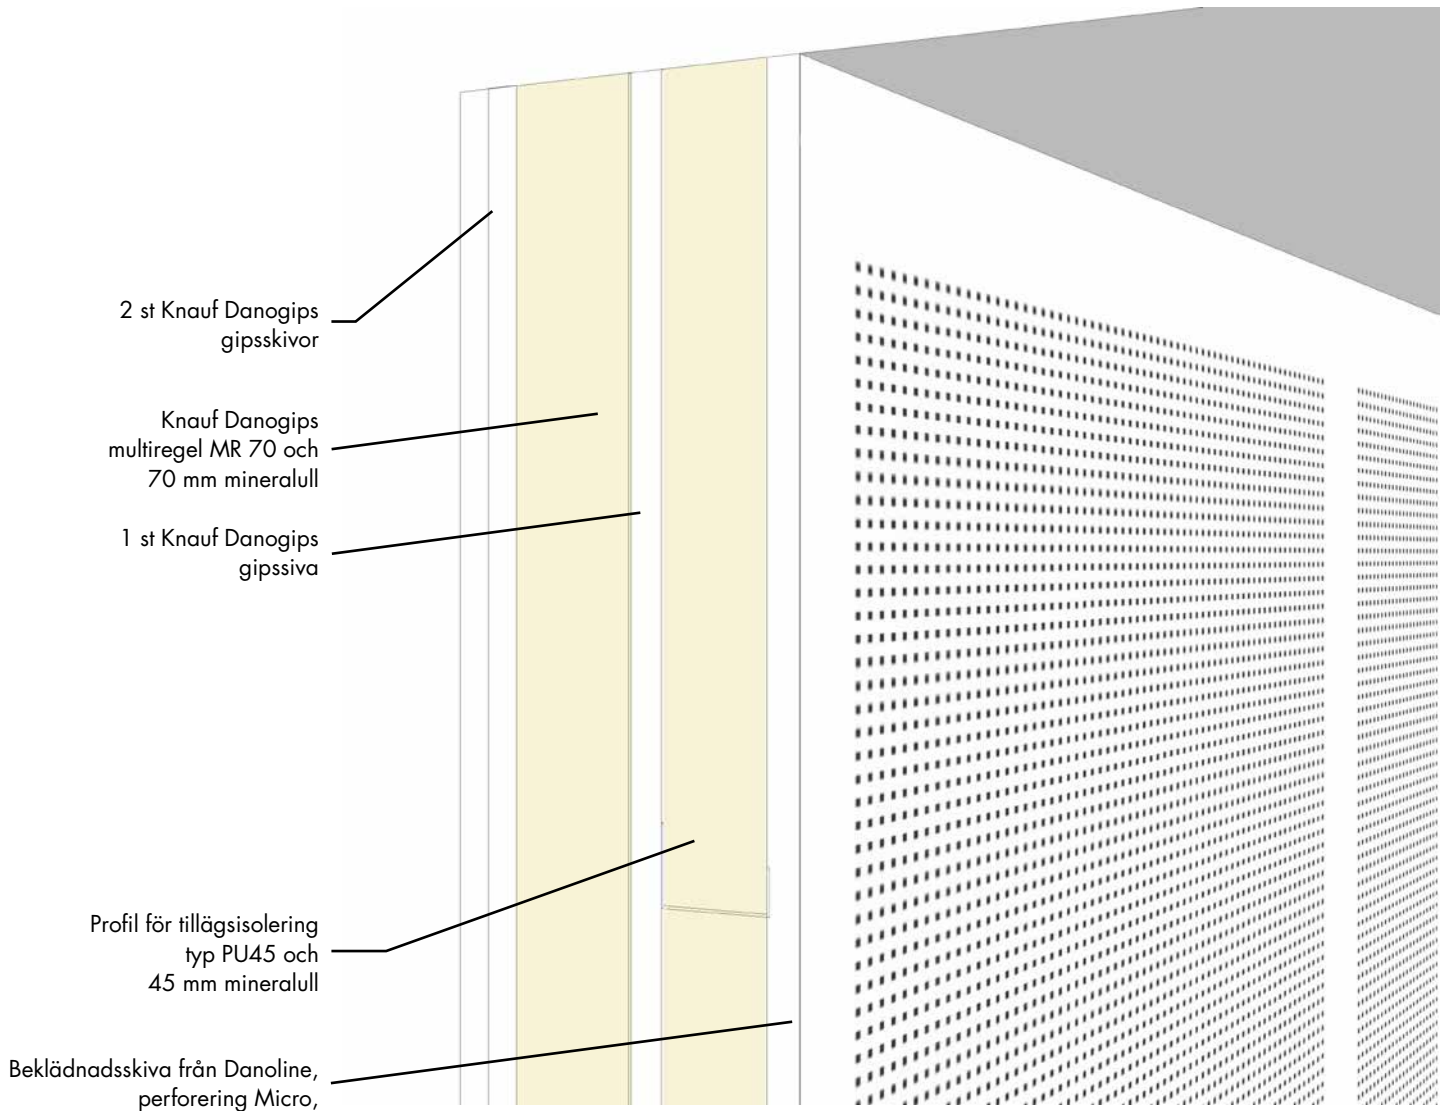 2 st Knauf Danogips
gipsskivor
Knauf Danogips
multiregel MR 70 och
70 mm mineralull
1 st Knauf Danogips
gipssiva
Profil för tillägsisolering
typ PU45 och
45 mm mineralull
Beklädnadsskiva från Danoline,
perforering Micro,